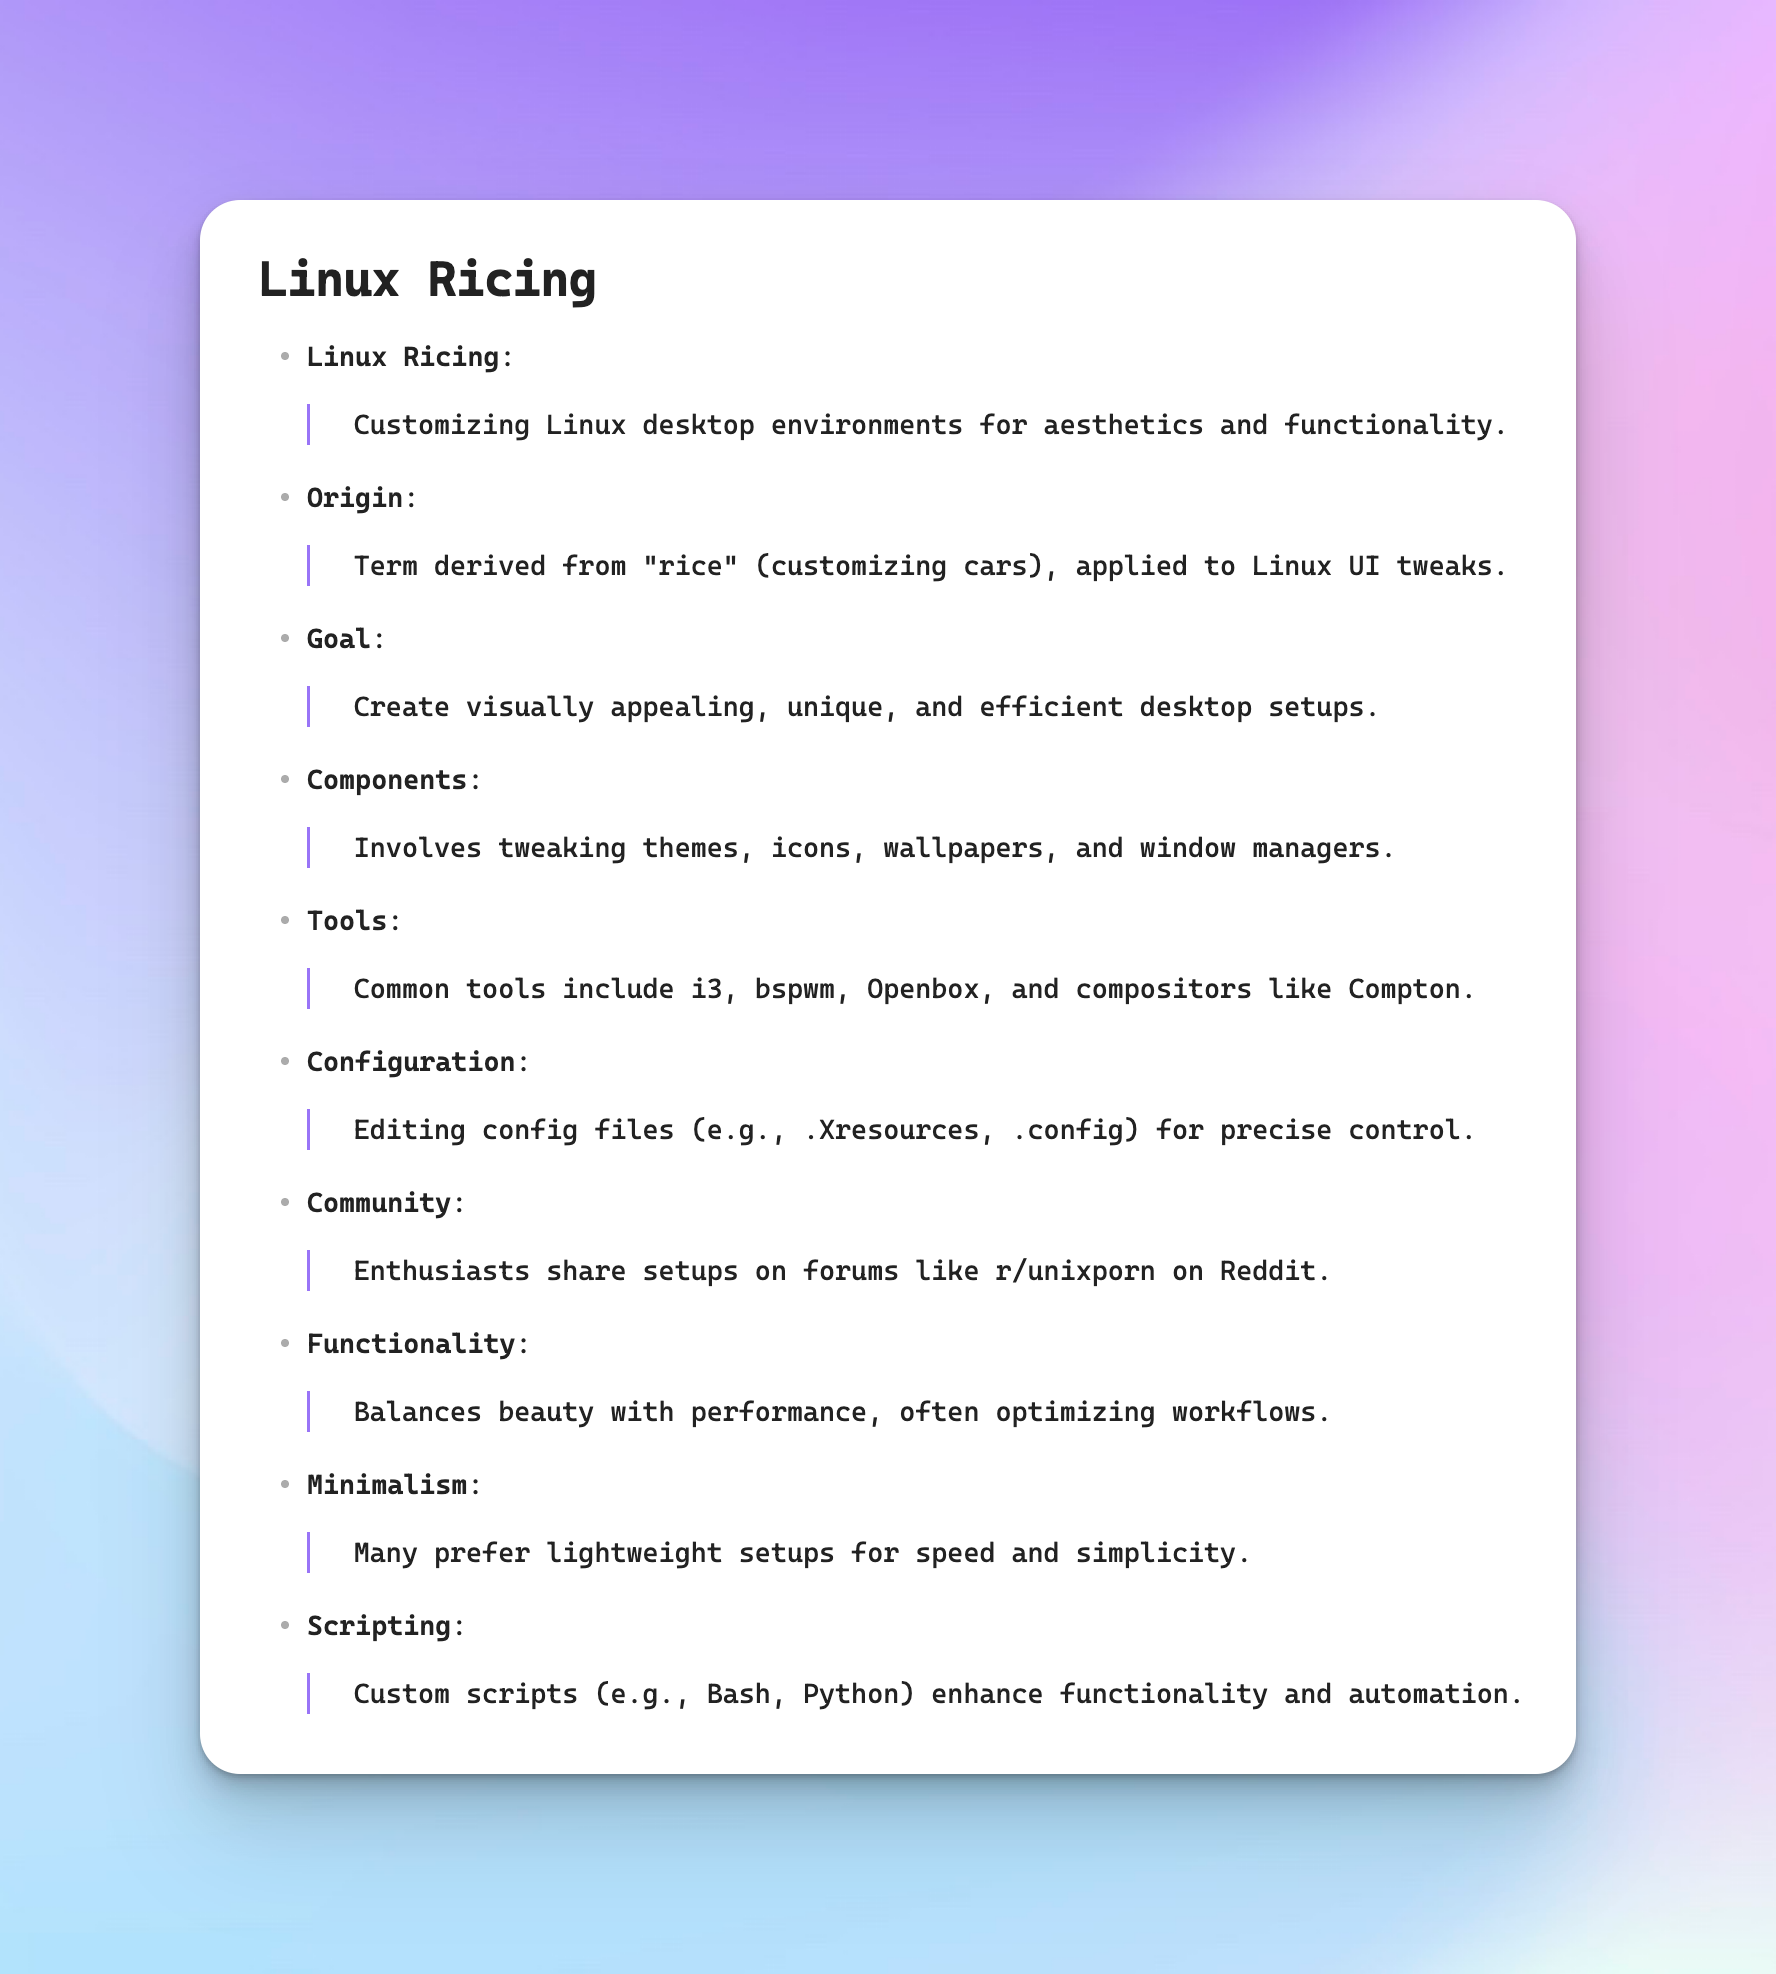 Linux Ricing
• Linux Ricing:
Customizing Linux desktop environments for aesthetics and functionality.
• Origin:
Term derived from "rice" (customizing cars), applied to Linux UI tweaks.
• Goal:
Create visually appealing, unique, and efficient desktop setups.
• Components:
Involves tweaking themes, icons, wallpapers, and window managers.
• Tools:
Common tools include i3, bspwm, Openbox, and compositors like Compton.
• Configuration:
Editing config files (e.g., .Xresources, .config) for precise control.
• Community:
Enthusiasts share setups on forums like r/unixporn on Reddit.
• Functionality:
Balances beauty with performance, often optimizing workflows.
• Minimalism:
Many prefer lightweight setups for speed and simplicity.
• Scripting:
Custom scripts (e.g., Bash, Python) enhance functionality and automation.